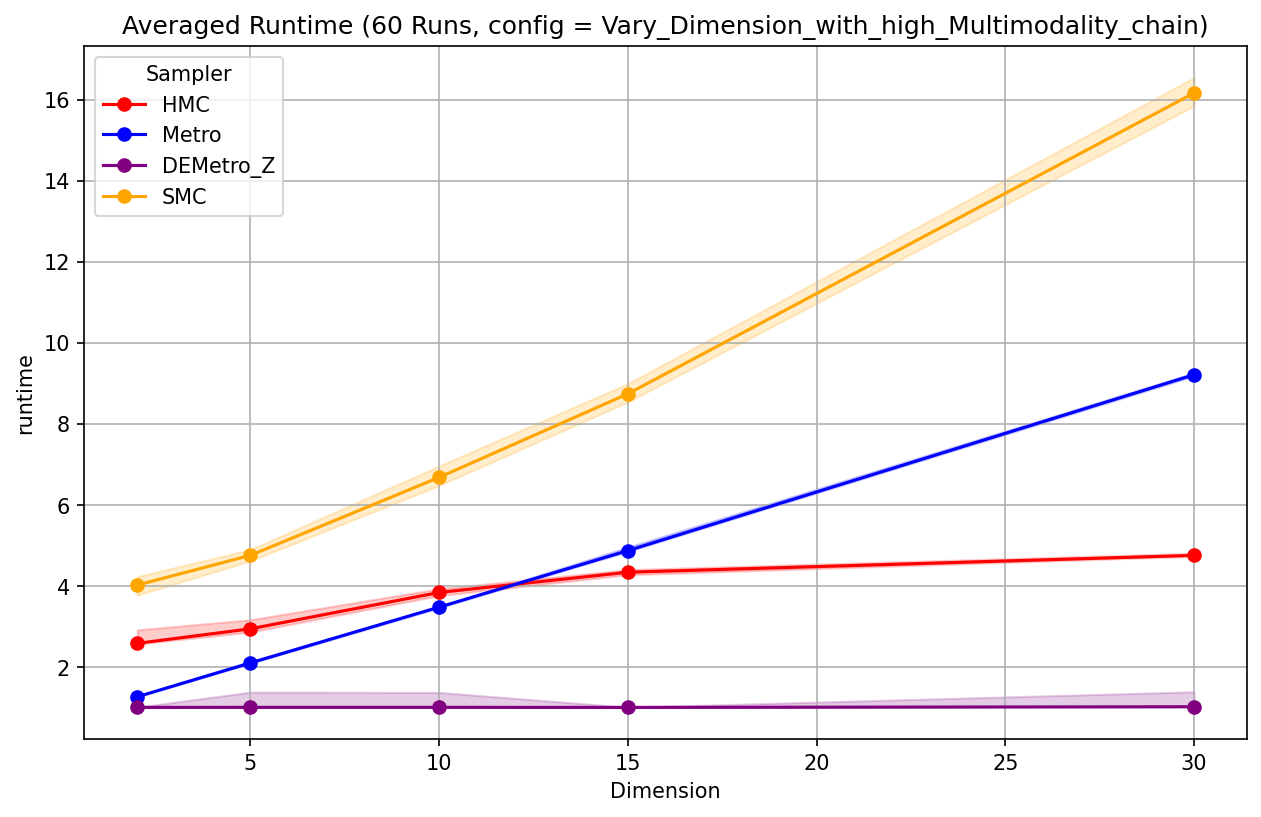 Averaged Runtime (60 Runs, config = Vary_Dimension_with_high_Multimodality_chain)
Sampler
HMC
Metro
DEMetro_Z
SMC
16
14
12
10
8
6
4
2
runtime
5 10 15 20 25 30
Dimension